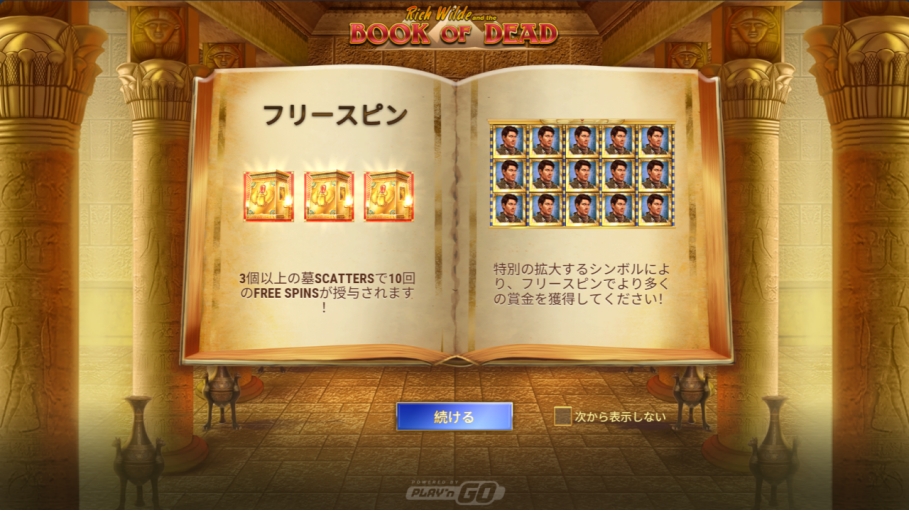 Rich Wilde and the
BOOK OF DEAD
フリースピン
3個以上の墓SCATTERSで10回
のFREE SPINSが授与されます
！
特別の拡大するシンボルによ
り、フリースピンでより多く
の賞金を獲得してください！
続ける
次から表示しない
POWERED BY
PLAY'n GO